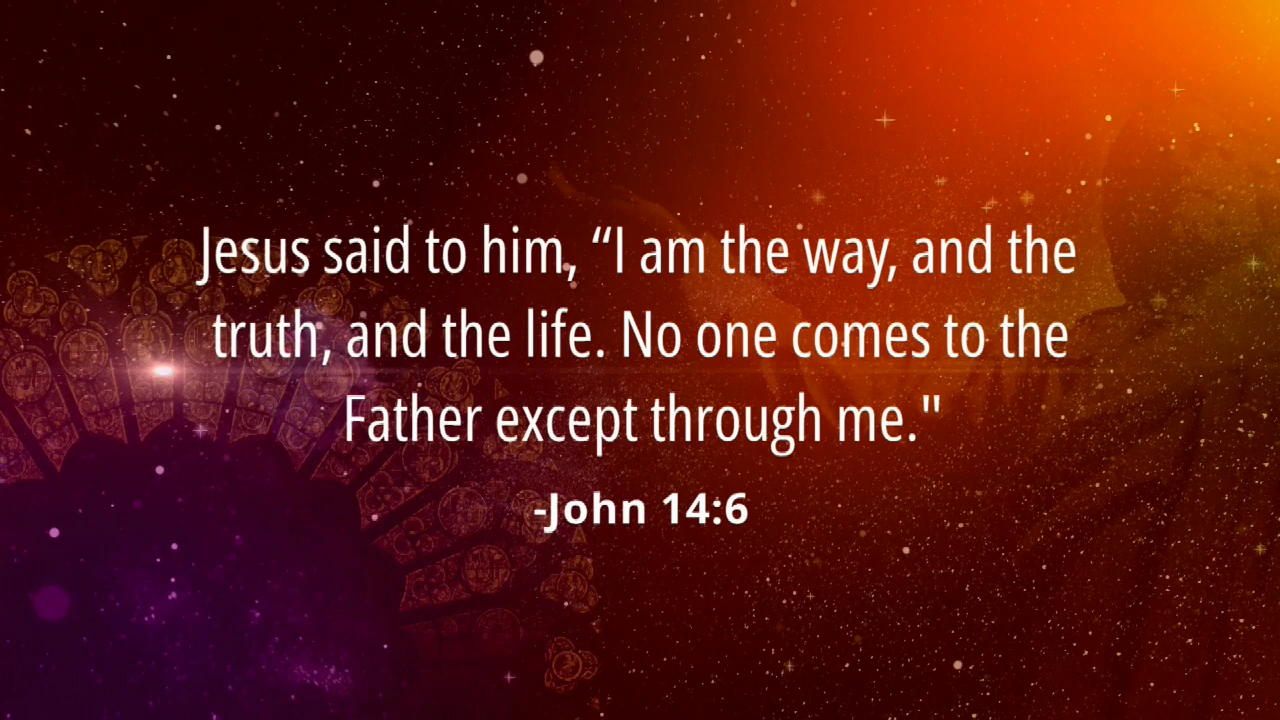 Jesus said to him, “I am the way, and the
truth, and the life. No one comes to the
Father except through me."
-John 14:6